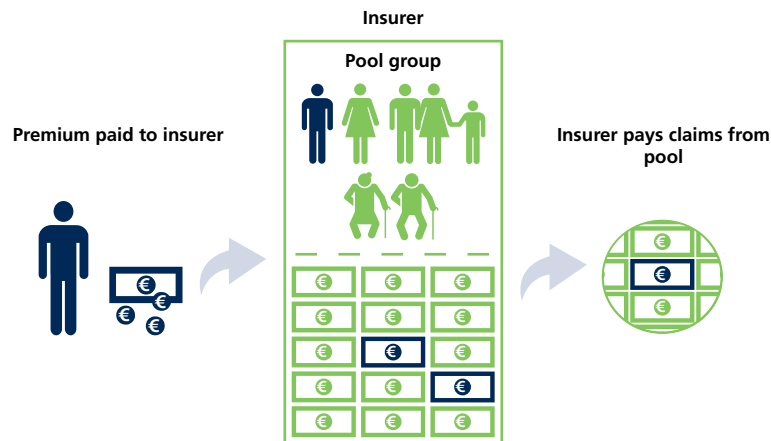 Insurer
Pool group
Premium paid to insurer
Insurer pays claims from
pool
€
€
€
€
€ € €
€ € €
€ € €
€ € €
€ € €
€
€
€